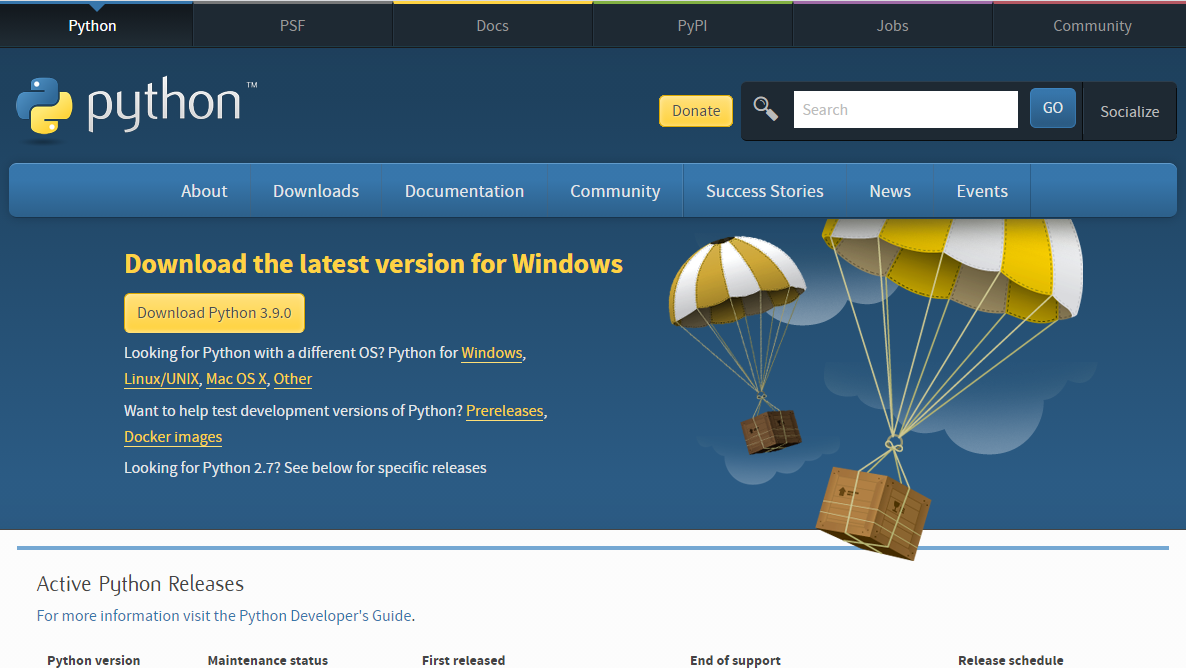 Python PSF Docs PyPI Jobs Community
python™
Donate Search GO Socialize
About Downloads Documentation Community Success Stories News Events
Download the latest version for Windows
Download Python 3.9.0
Looking for Python with a different OS? Python for Windows,
Linux/UNIX, Mac OS X, Other
Want to help test development versions of Python? Prereleases,
Docker images
Looking for Python 2.7? See below for specific releases
Active Python Releases
For more information visit the Python Developer's Guide.
Python version Maintenance status First released End of support Release schedule